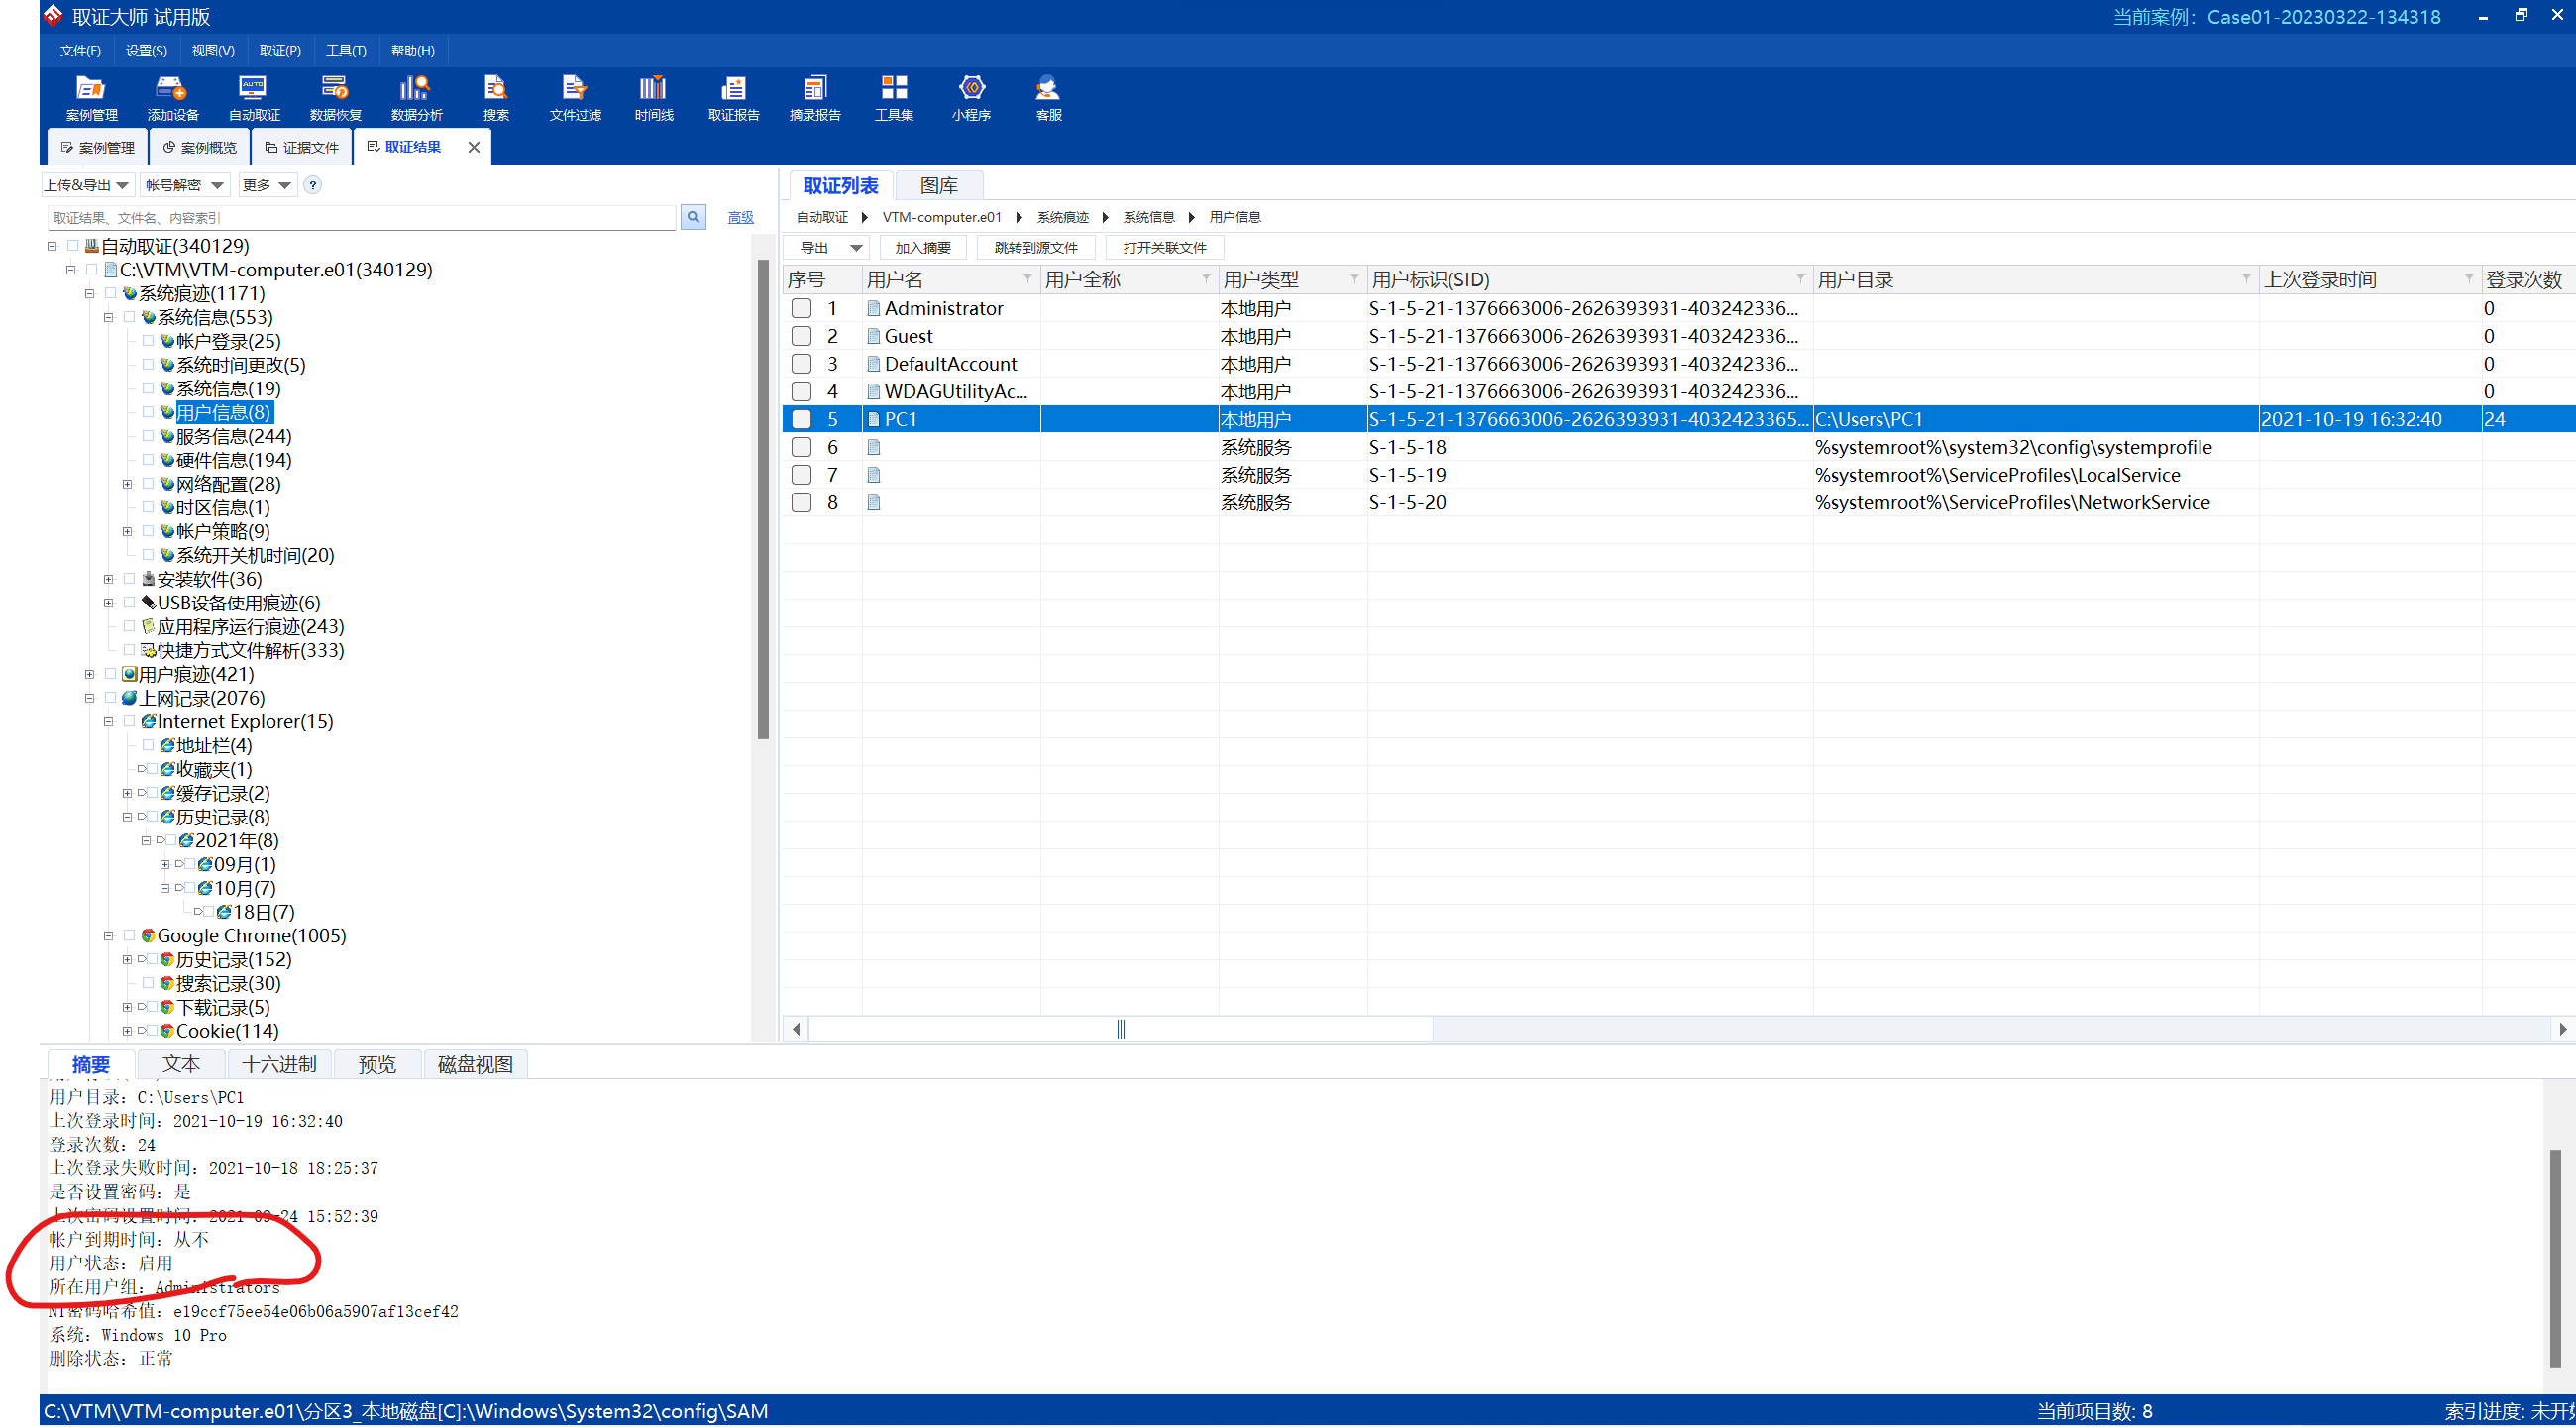 取证大师 试用版
当前案例：Case01-20230322-134318
文件(F) 设置(S) 视图(V) 取证(P) 工具(T) 帮助(H)
案例管理 添加设备 自动取证 数据恢复 数据分析 搜索 文件过滤 时间线 取证报告 摘录报告 工具集 小程序 客服
案例管理 案例概览 证据文件 取证结果
上传&导出 帐号解密 更多 ?
取证结果、文件名、内容索引 高级
自动取证(340129)
C:\VTM\VTM-computer.e01(340129)
系统痕迹(1171)
系统信息(553)
帐户登录(25)
系统时间更改(5)
系统信息(19)
用户信息(8)
服务信息(244)
硬件信息(194)
网络配置(28)
时区信息(1)
帐户策略(9)
系统开关机时间(20)
安装软件(36)
USB设备使用痕迹(6)
应用程序运行痕迹(243)
快捷方式文件解析(333)
用户痕迹(421)
上网记录(2076)
Internet Explorer(15)
地址栏(4)
收藏夹(1)
缓存记录(2)
历史记录(8)
2021年(8)
09月(1)
10月(7)
18日(7)
Google Chrome(1005)
历史记录(152)
搜索记录(30)
下载记录(5)
Cookie(114)
取证列表 图库
自动取证 VTM-computer.e01 系统痕迹 系统信息 用户信息
导出 加入摘要 跳转到源文件 打开关联文件
序号 用户名 用户全称 用户类型 用户标识(SID) 用户目录 上次登录时间 登录次数
1 Administrator 本地用户 S-1-5-21-1376663006-2626393931-403242336... 0
2 Guest 本地用户 S-1-5-21-1376663006-2626393931-403242336... 0
3 DefaultAccount 本地用户 S-1-5-21-1376663006-2626393931-403242336... 0
4 WDAGUtilityAc... 本地用户 S-1-5-21-1376663006-2626393931-403242336... 0
5 PC1 本地用户 S-1-5-21-1376663006-2626393931-4032423365... C:\Users\PC1 2021-10-19 16:32:40 24
6 系统服务 S-1-5-18 %systemroot%\system32\config\systemprofile
7 系统服务 S-1-5-19 %systemroot%\ServiceProfiles\LocalService
8 系统服务 S-1-5-20 %systemroot%\ServiceProfiles\NetworkService
摘要 文本 十六进制 预览 磁盘视图
用户目录：C:\Users\PC1
上次登录时间：2021-10-19 16:32:40
登录次数：24
上次登录失败时间：2021-10-18 18:25:37
是否设置密码：是
上次密码设置时间：2021-09-24 15:52:39
帐户到期时间：从不
用户状态：启用
所在用户组：Administrators
NT密码哈希值：e19ccf75ee54e06b06a5907af13cef42
系统：Windows 10 Pro
删除状态：正常
C:\VTM\VTM-computer.e01\分区3_本地磁盘[C]:\Windows\System32\config\SAM
当前项目数: 8
索引进度: 未开